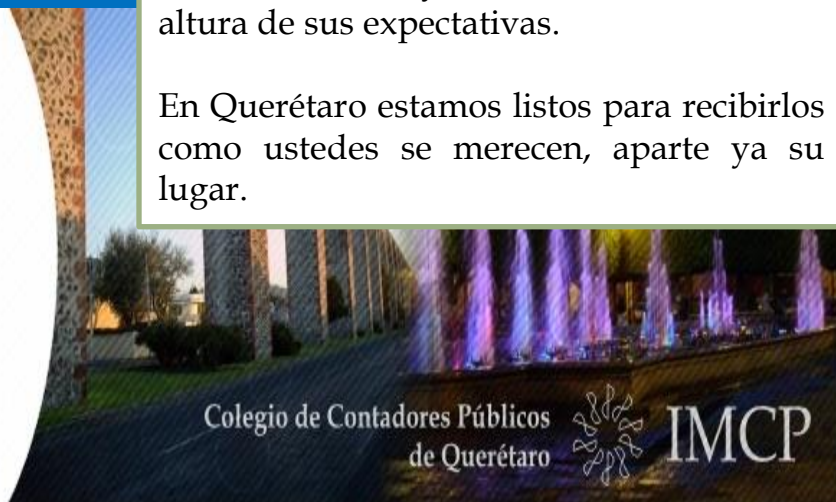 altura de sus expectativas.
En Querétaro estamos listos para recibirlos
como ustedes se merecen, aparte ya su
lugar.
Colegio de Contadores Públicos
de Querétaro
IMCP